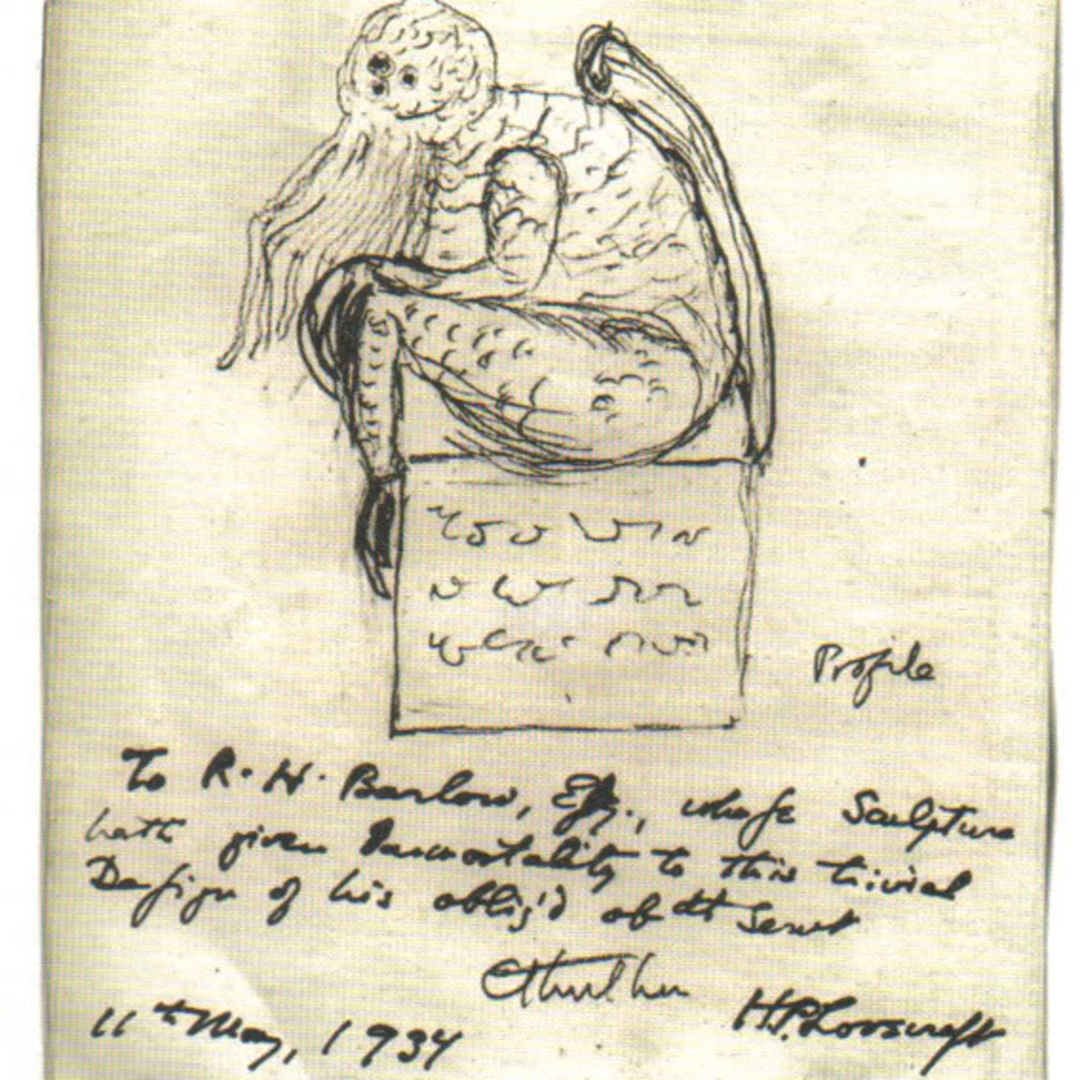 Profile
To R. H. Barlow, Esq., whose Sculpture
hath given Immortality to this trivial
Design of his oblig'd obdt Servt
Cthulhu
H.P. Lovecraft
11th May, 1934